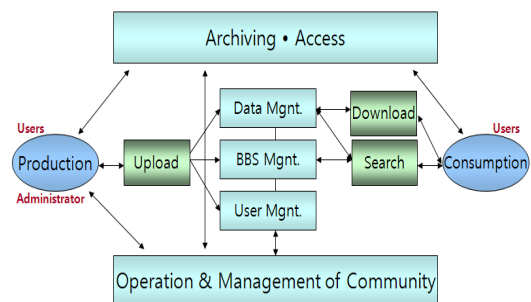 Archiving • Access
Data Mgnt.
Download
Users
Users
Production
Upload
BBS Mgnt.
Search
Consumption
Administrator
User Mgnt.
Operation & Management of Community